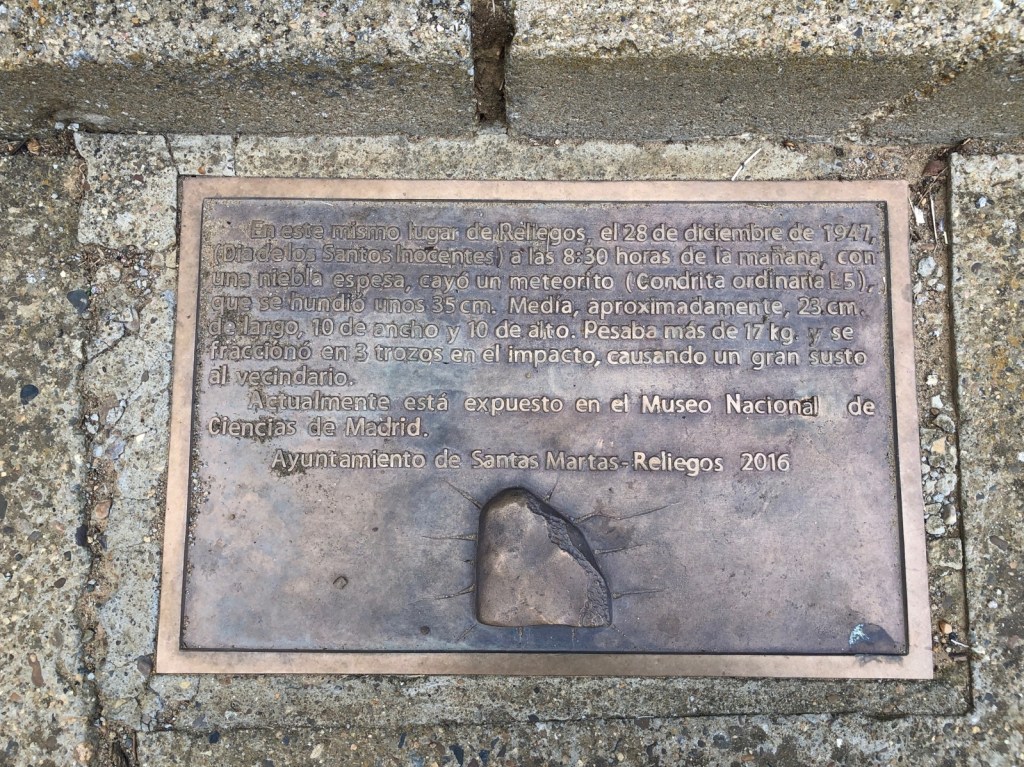 En este mismo lugar de Reliegos, el 28 de diciembre de 1947,
(Dia de los Santos Inocentes) a las 8:30 horas de la mañana, con
una niebla espesa, cayó un meteorito (Condrita ordinaria L5),
que se hundió unos 35 cm. Media, aproximadamente, 23 cm.
de largo, 10 de ancho y 10 de alto. Pesaba más de 17 kg. y se
fraccionó en 3 trozos en el impacto, causando un gran susto
al vecindario.
Actualmente está expuesto en el Museo Nacional de
Ciencias de Madrid.
Ayuntamiento de Santas Martas-Reliegos 2016